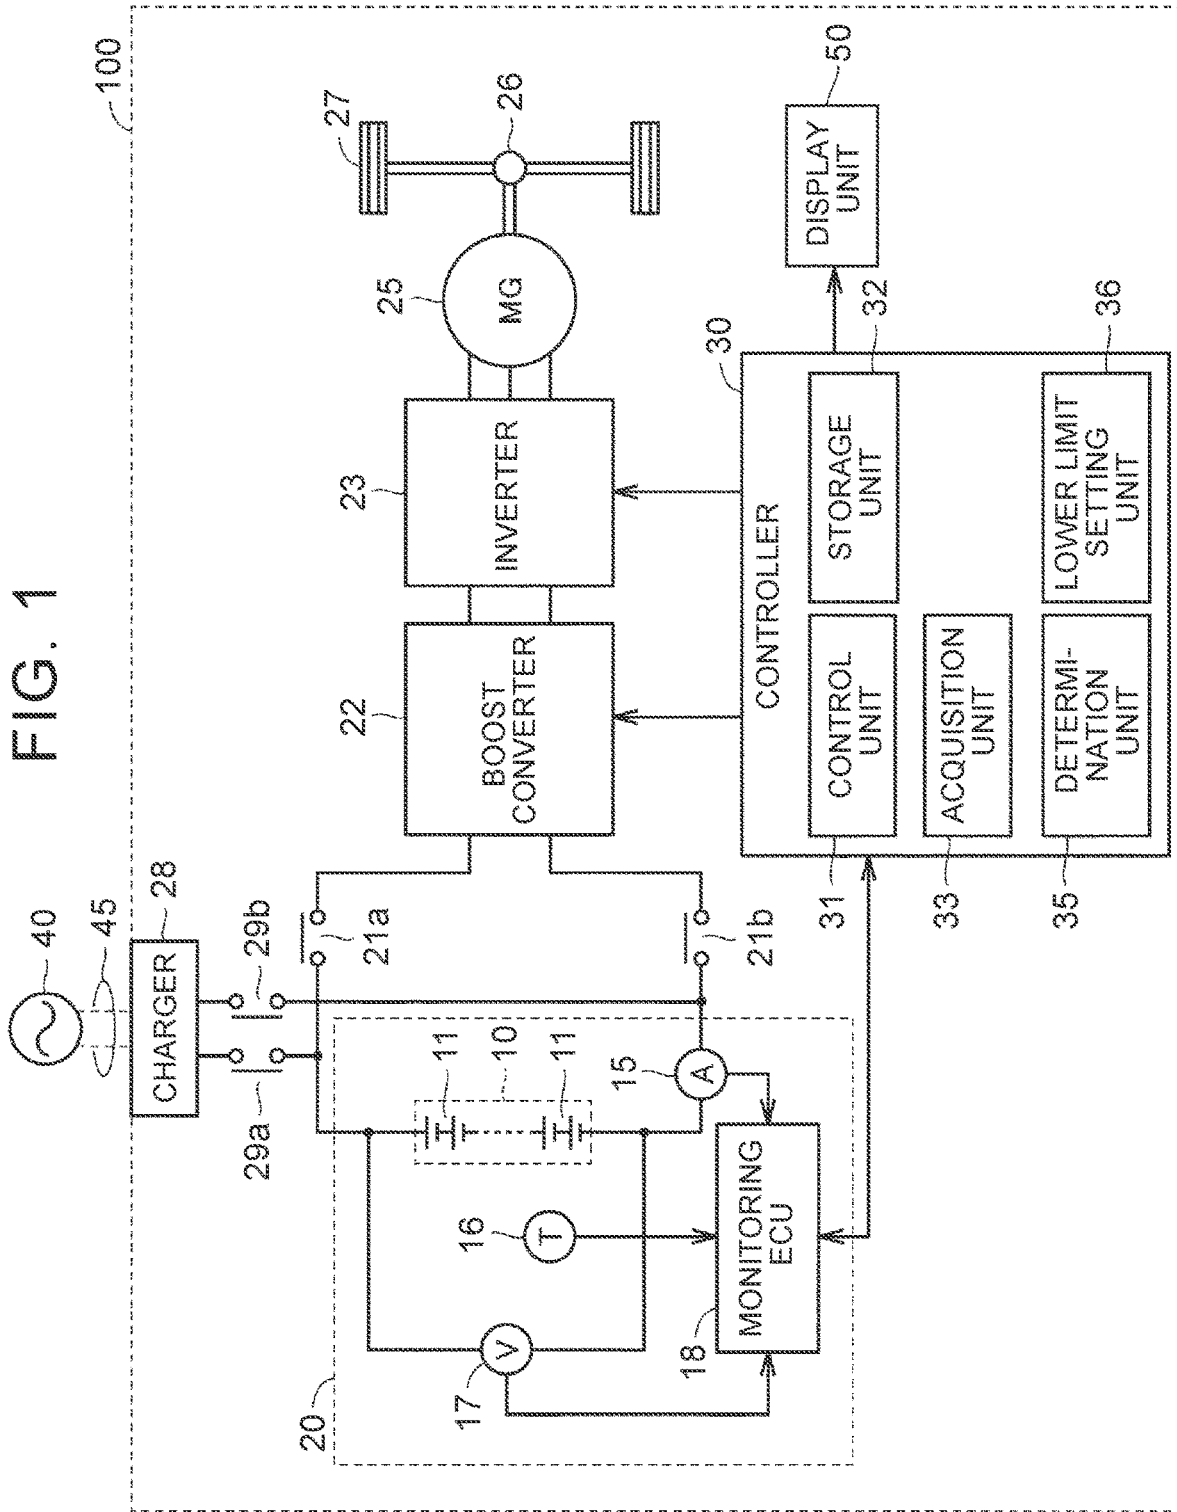 FIG. 1
100
40
45
CHARGER
28
29a
29b
21a
21b
20
10
11
11
15
A
16
T
17
V
18
MONITORING
ECU
22
BOOST
CONVERTER
23
INVERTER
25
MG
26
27
30
CONTROLLER
31
CONTROL
UNIT
32
STORAGE
UNIT
33
ACQUISITION
UNIT
35
DETERMI-
NATION
UNIT
36
LOWER LIMIT
SETTING
UNIT
50
DISPLAY
UNIT